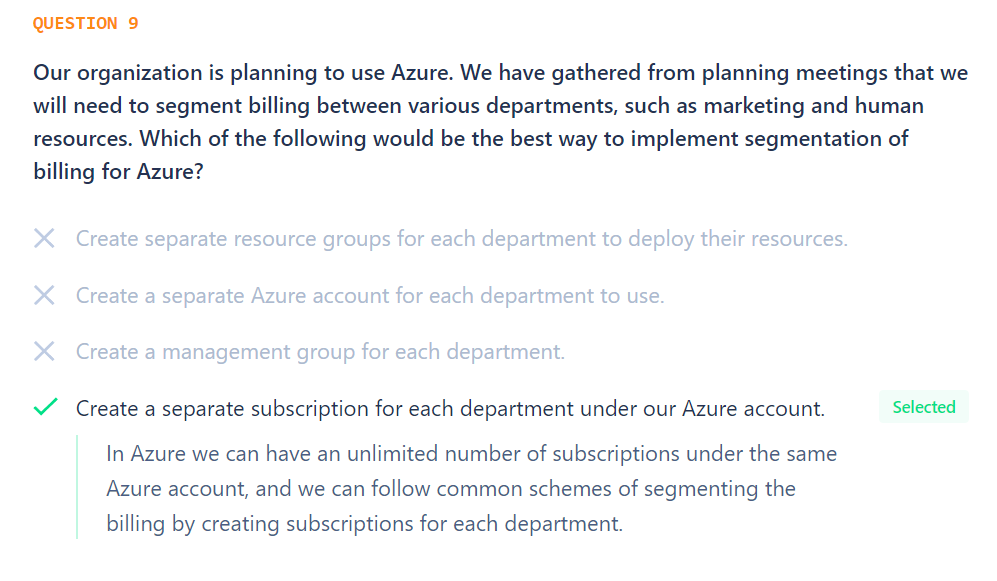 QUESTION 9
Our organization is planning to use Azure. We have gathered from planning meetings that we
will need to segment billing between various departments, such as marketing and human
resources. Which of the following would be the best way to implement segmentation of
billing for Azure?
Create separate resource groups for each department to deploy their resources.
Create a separate Azure account for each department to use.
Create a management group for each department.
Create a separate subscription for each department under our Azure account.
Selected
In Azure we can have an unlimited number of subscriptions under the same
Azure account, and we can follow common schemes of segmenting the
billing by creating subscriptions for each department.